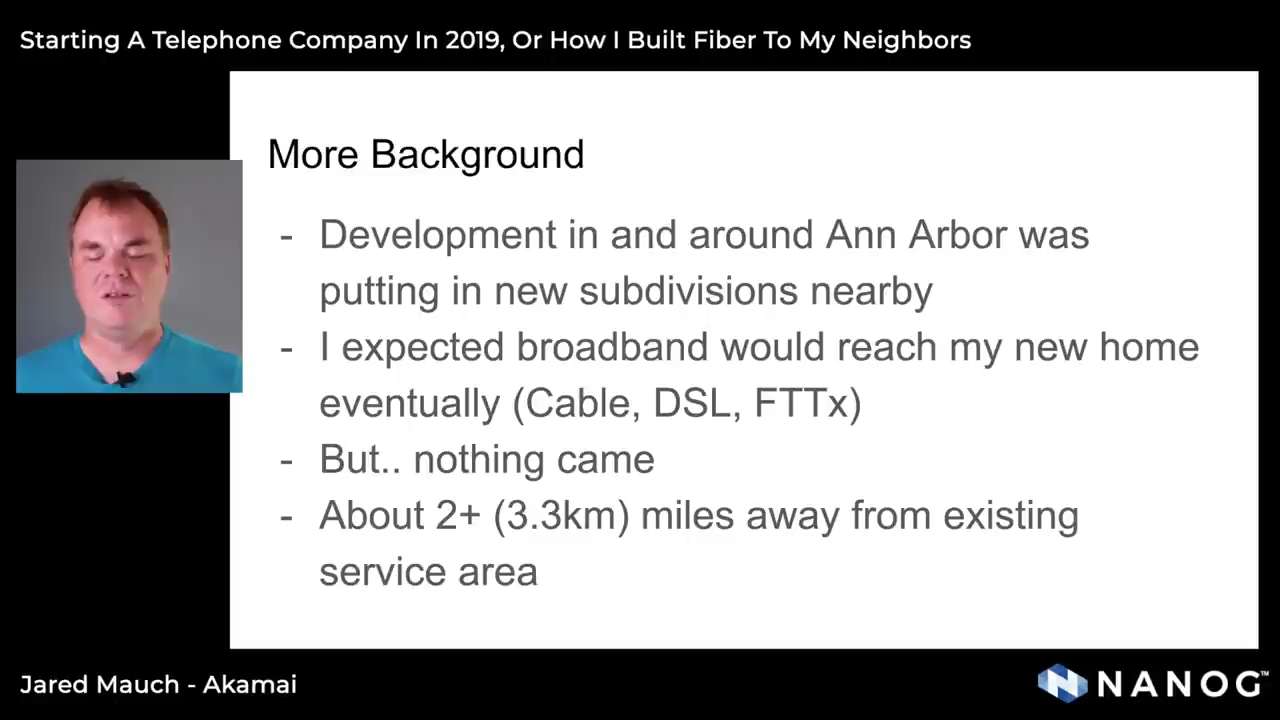 Starting A Telephone Company In 2019, Or How I Built Fiber To My Neighbors
More Background
- Development in and around Ann Arbor was
putting in new subdivisions nearby
- I expected broadband would reach my new home
eventually (Cable, DSL, FTTx)
- But.. nothing came
- About 2+ (3.3km) miles away from existing
service area
Jared Mauch - Akamai
NANOG™